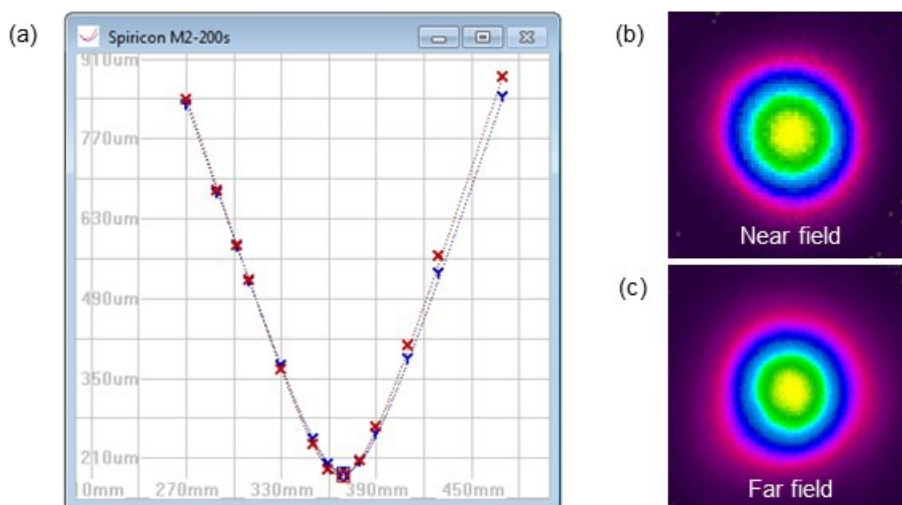 (a)
Spiricon M2-200s
910um
770um
630um
490um
350um
210um
10mm
270mm
330mm
390mm
450mm
(b)
Near field
(c)
Far field